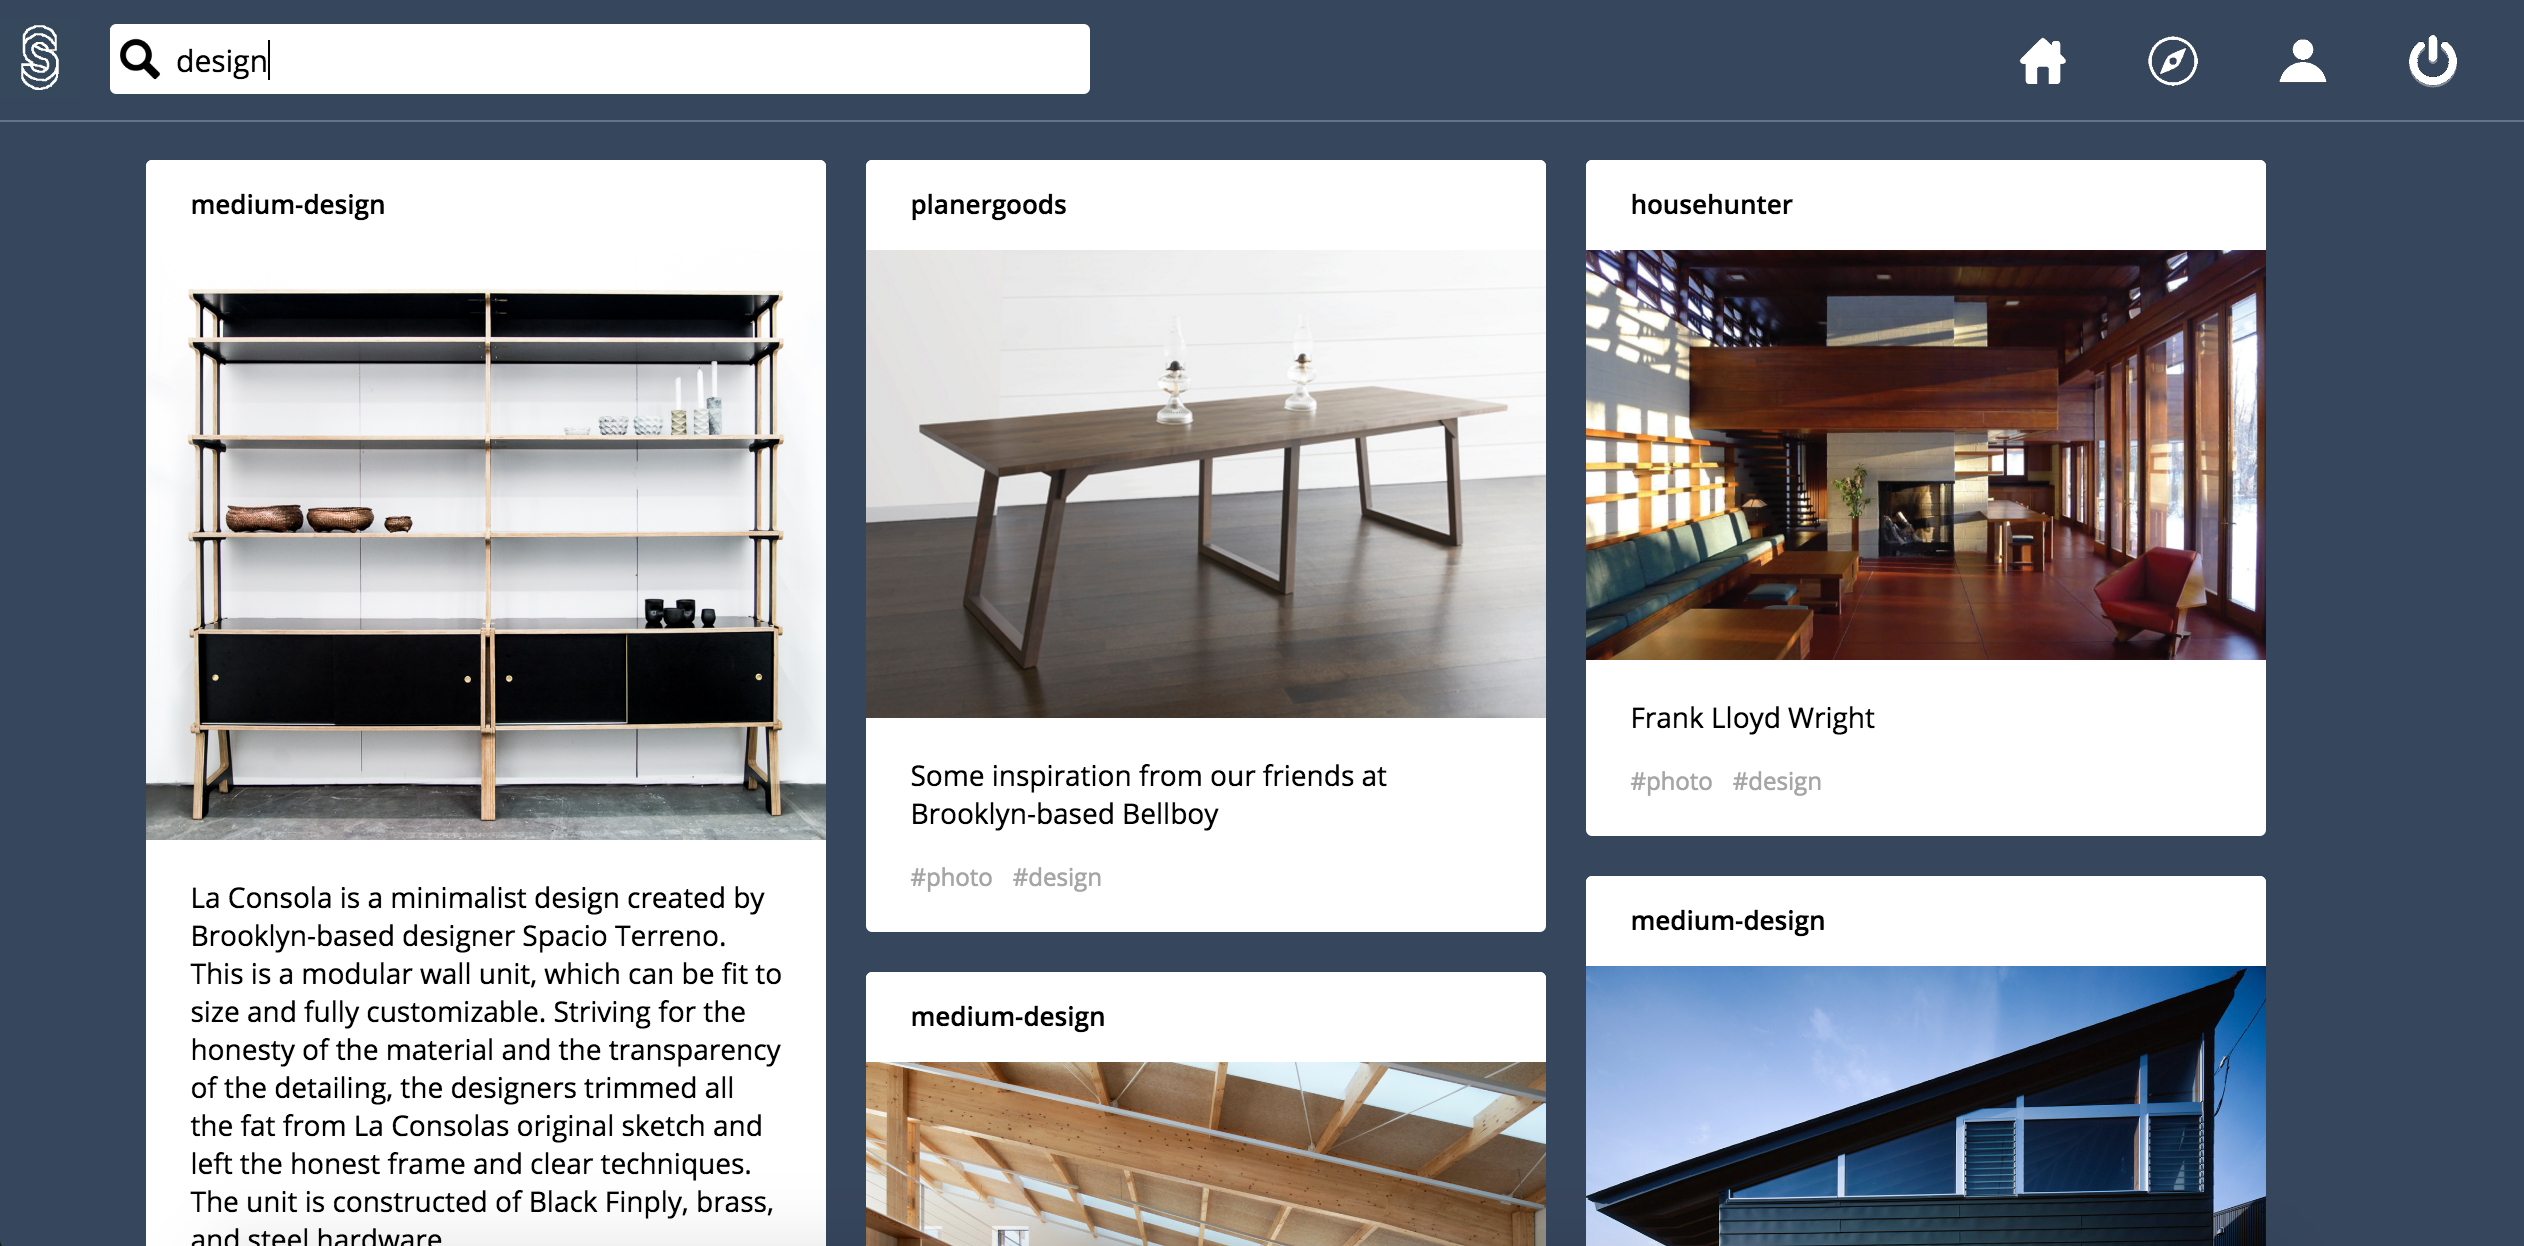 S
design
medium-design
La Consola is a minimalist design created by
Brooklyn-based designer Spacio Terreno.
This is a modular wall unit, which can be fit to
size and fully customizable. Striving for the
honesty of the material and the transparency
of the detailing, the designers trimmed all
the fat from La Consolas original sketch and
left the honest frame and clear techniques.
The unit is constructed of Black Finply, brass,
and steel hardware
planergoods
Some inspiration from our friends at
Brooklyn-based Bellboy
#photo #design
medium-design
househunter
Frank Lloyd Wright
#photo #design
medium-design